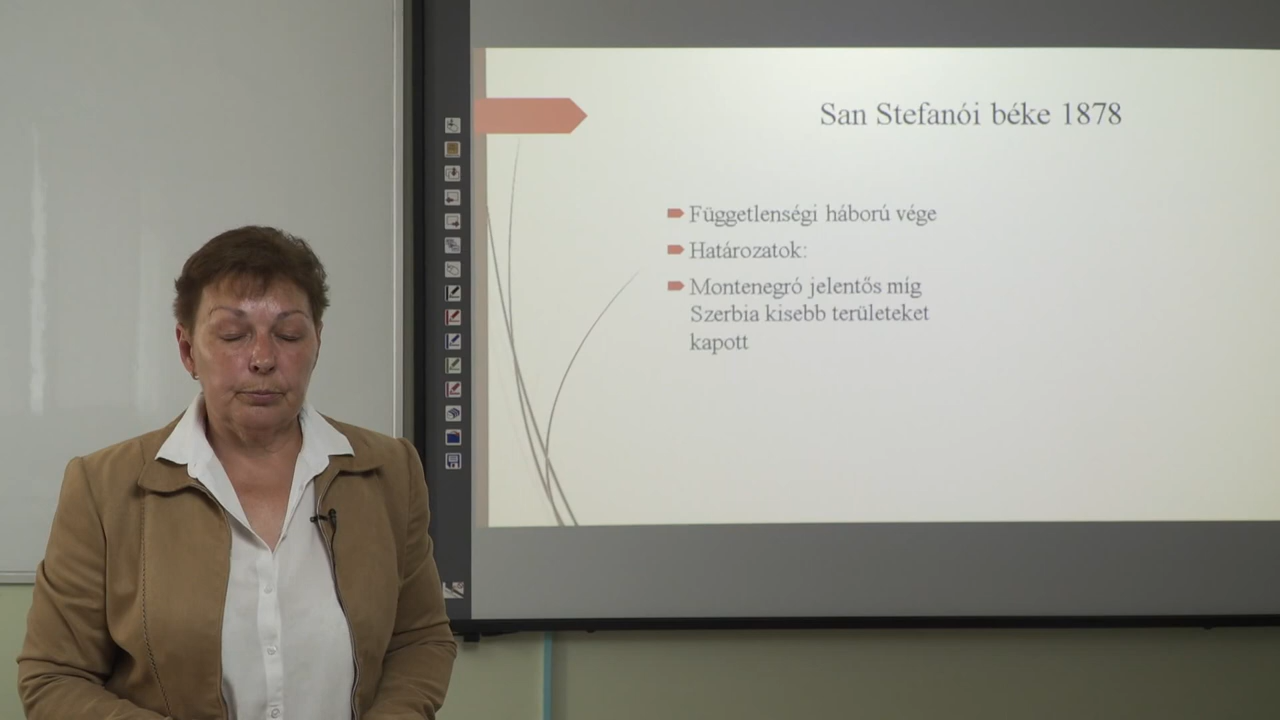 San Stefanói béke 1878
Függetlenségi háború vége
Határozatok:
Montenegró jelentős míg
Szerbia kisebb területeket
kapott